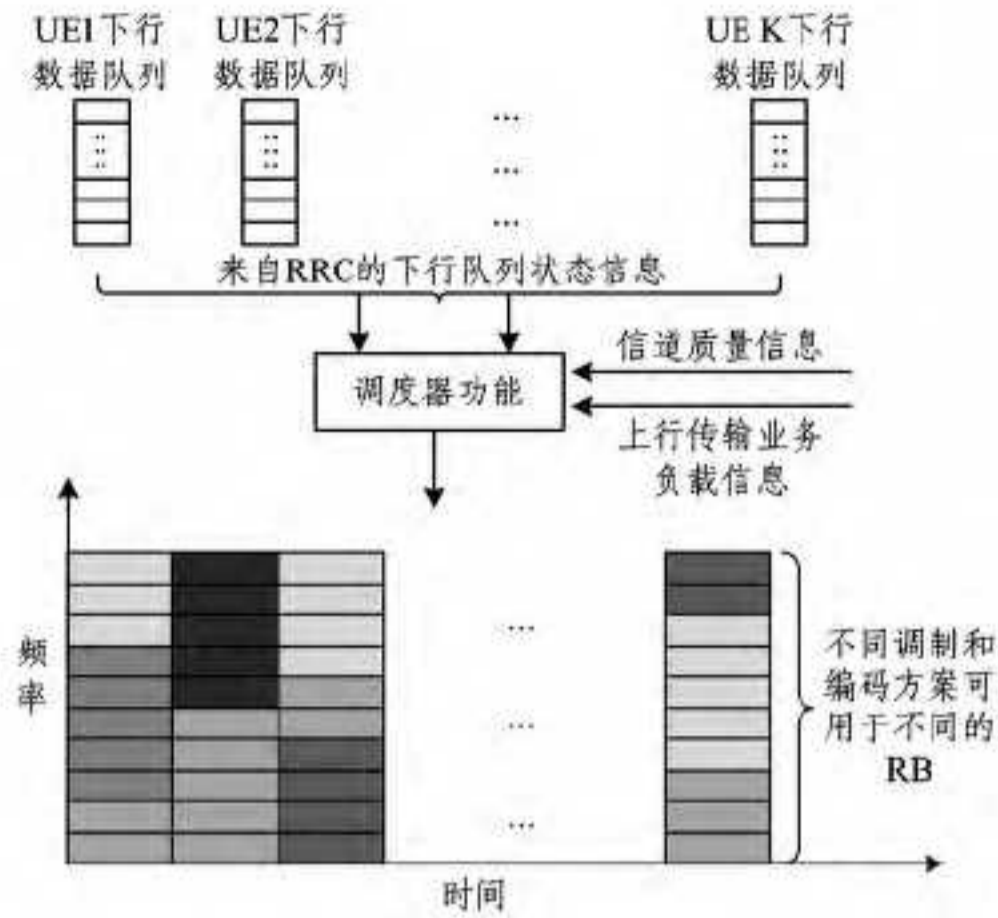 UE1下行
数据队列
UE2下行
数据队列
UE K下行
数据队列
...
...
...
来自RRC的下行队列状态信息
信道质量信息
调度器功能
上行传输业务
负载信息
频率
...
...
...
不同调制和
编码方案可
用于不同的
RB
时间